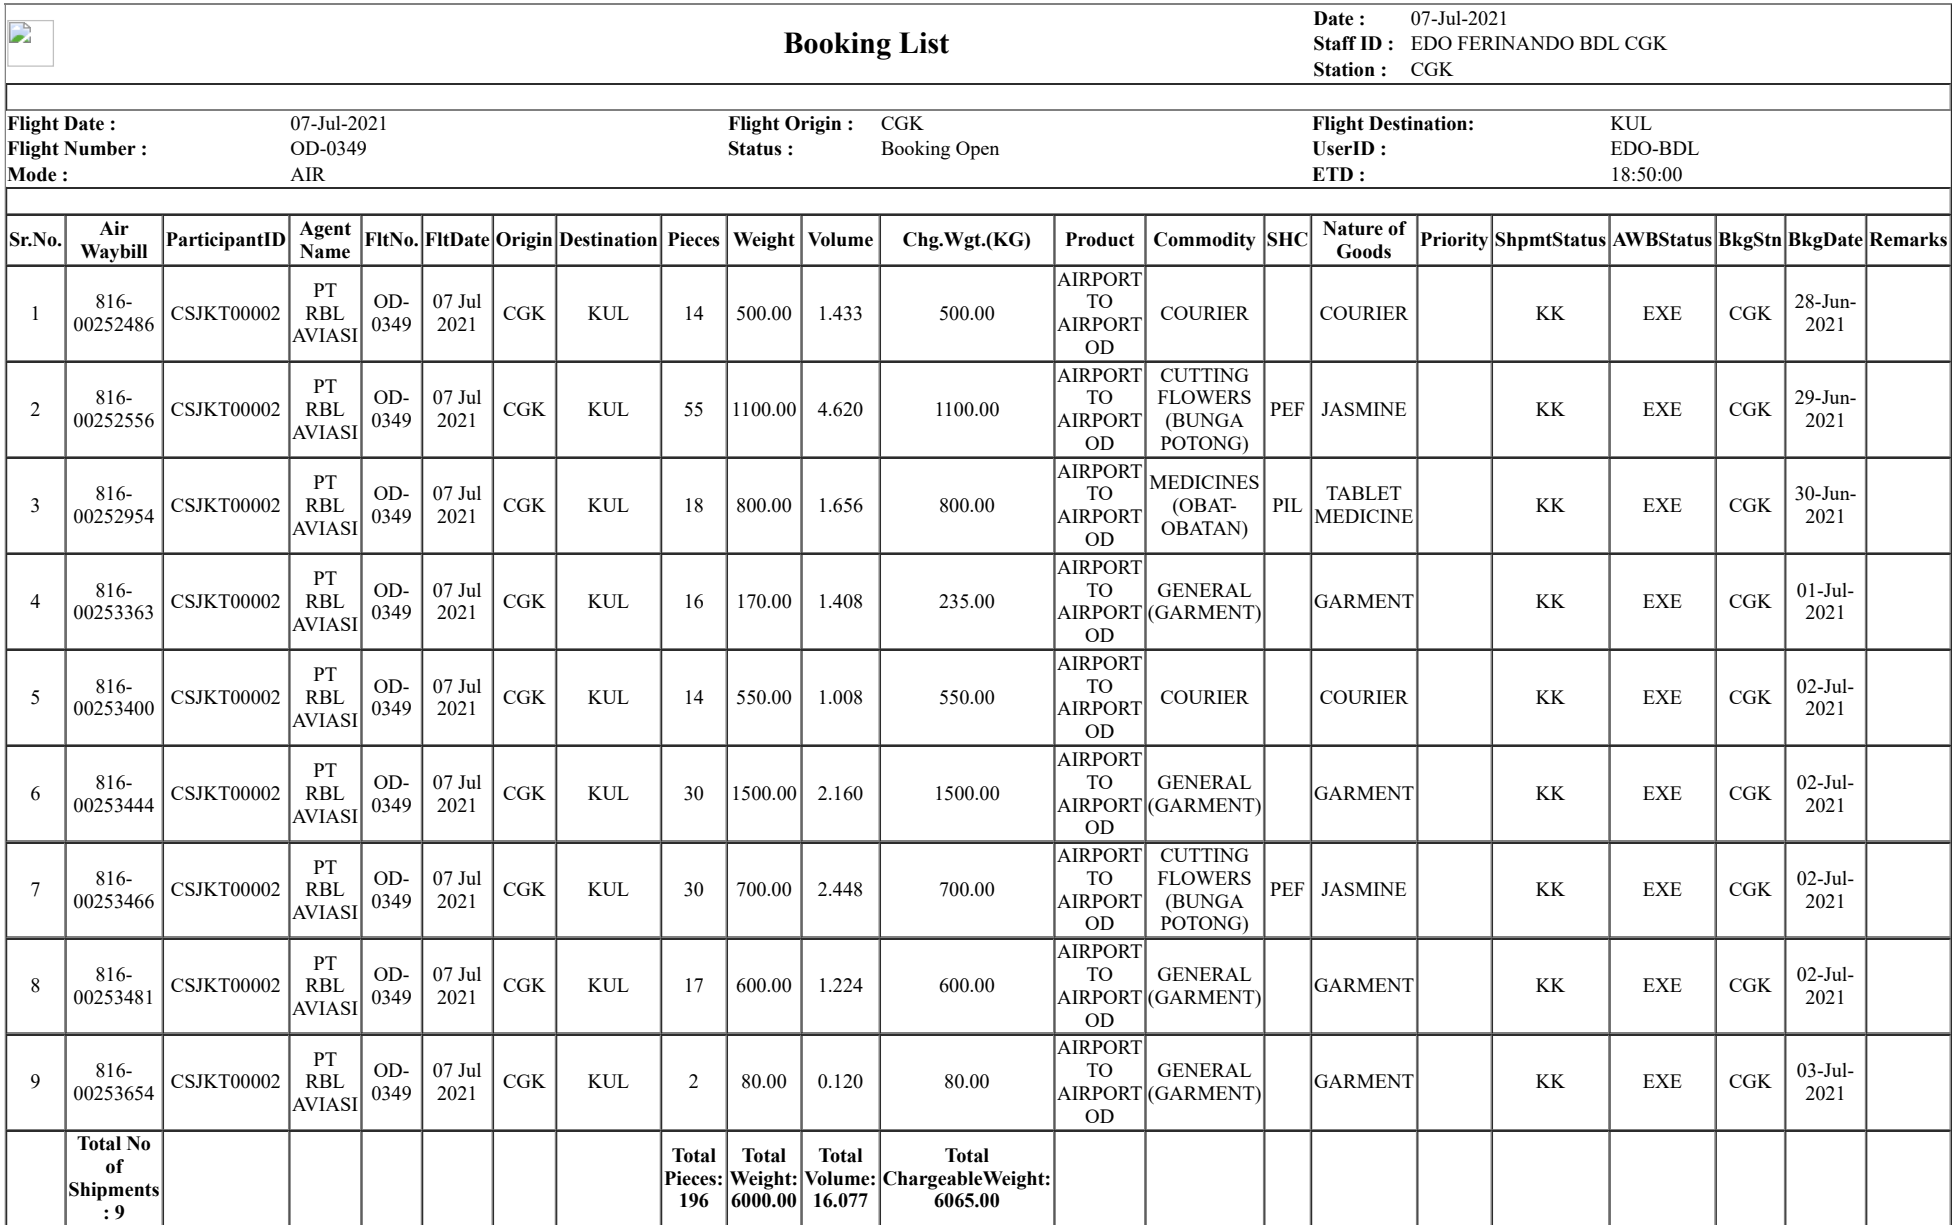 Booking List
Date : 07-Jul-2021
Staff ID : EDO FERINANDO BDL CGK
Station : CGK
Flight Date : 07-Jul-2021 Flight Origin : CGK Flight Destination: KUL
Flight Number : OD-0349 Status : Booking Open UserID : EDO-BDL
Mode : AIR ETD : 18:50:00
Sr.No. Air Waybill ParticipantID Agent Name FltNo. FltDate Origin Destination Pieces Weight Volume Chg.Wgt.(KG) Product Commodity SHC Nature of Goods Priority ShpmtStatus AWBStatus BkgStn BkgDate Remarks
1 816-00252486 CSJKT00002 PT RBL AVIASI OD-0349 07 Jul 2021 CGK KUL 14 500.00 1.433 500.00 AIRPORT TO AIRPORT OD COURIER COURIER KK EXE CGK 28-Jun-2021
2 816-00252556 CSJKT00002 PT RBL AVIASI OD-0349 07 Jul 2021 CGK KUL 55 1100.00 4.620 1100.00 AIRPORT TO AIRPORT OD CUTTING FLOWERS (BUNGA POTONG) PEF JASMINE KK EXE CGK 29-Jun-2021
3 816-00252954 CSJKT00002 PT RBL AVIASI OD-0349 07 Jul 2021 CGK KUL 18 800.00 1.656 800.00 AIRPORT TO AIRPORT OD MEDICINES (OBAT-OBATAN) PIL TABLET MEDICINE KK EXE CGK 30-Jun-2021
4 816-00253363 CSJKT00002 PT RBL AVIASI OD-0349 07 Jul 2021 CGK KUL 16 170.00 1.408 235.00 AIRPORT TO AIRPORT OD GENERAL (GARMENT) GARMENT KK EXE CGK 01-Jul-2021
5 816-00253400 CSJKT00002 PT RBL AVIASI OD-0349 07 Jul 2021 CGK KUL 14 550.00 1.008 550.00 AIRPORT TO AIRPORT OD COURIER COURIER KK EXE CGK 02-Jul-2021
6 816-00253444 CSJKT00002 PT RBL AVIASI OD-0349 07 Jul 2021 CGK KUL 30 1500.00 2.160 1500.00 AIRPORT TO AIRPORT OD GENERAL (GARMENT) GARMENT KK EXE CGK 02-Jul-2021
7 816-00253466 CSJKT00002 PT RBL AVIASI OD-0349 07 Jul 2021 CGK KUL 30 700.00 2.448 700.00 AIRPORT TO AIRPORT OD CUTTING FLOWERS (BUNGA POTONG) PEF JASMINE KK EXE CGK 02-Jul-2021
8 816-00253481 CSJKT00002 PT RBL AVIASI OD-0349 07 Jul 2021 CGK KUL 17 600.00 1.224 600.00 AIRPORT TO AIRPORT OD GENERAL (GARMENT) GARMENT KK EXE CGK 02-Jul-2021
9 816-00253654 CSJKT00002 PT RBL AVIASI OD-0349 07 Jul 2021 CGK KUL 2 80.00 0.120 80.00 AIRPORT TO AIRPORT OD GENERAL (GARMENT) GARMENT KK EXE CGK 03-Jul-2021
Total No of Shipments : 9 Total Pieces: 196 Total Weight: 6000.00 Total Volume: 16.077 Total ChargeableWeight: 6065.00